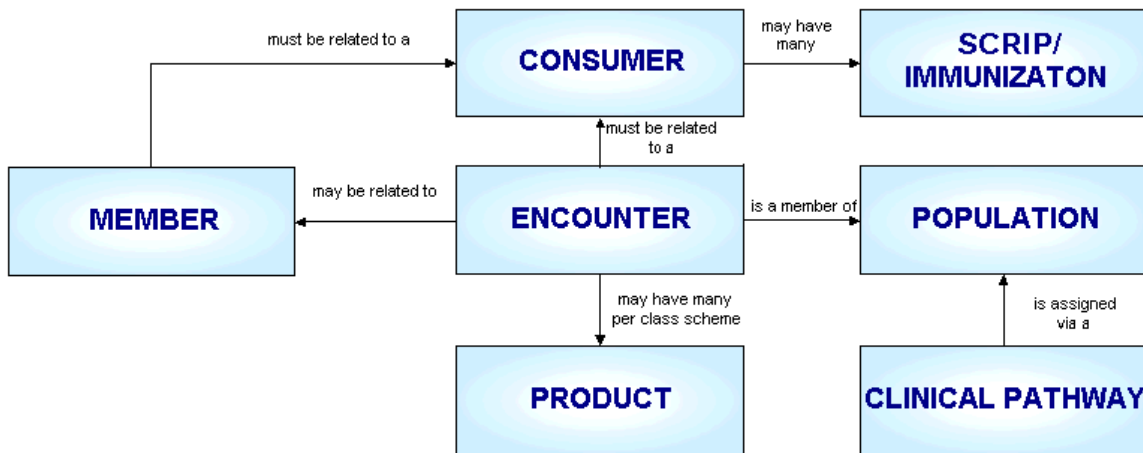 must be related to a
CONSUMER
may have
many
SCRIP/
IMMUNIZATON
must be related
to a
MEMBER
may be related to
ENCOUNTER
is a member of
POPULATION
may have many
per class scheme
is assigned
via a
PRODUCT
CLINICAL PATHWAY